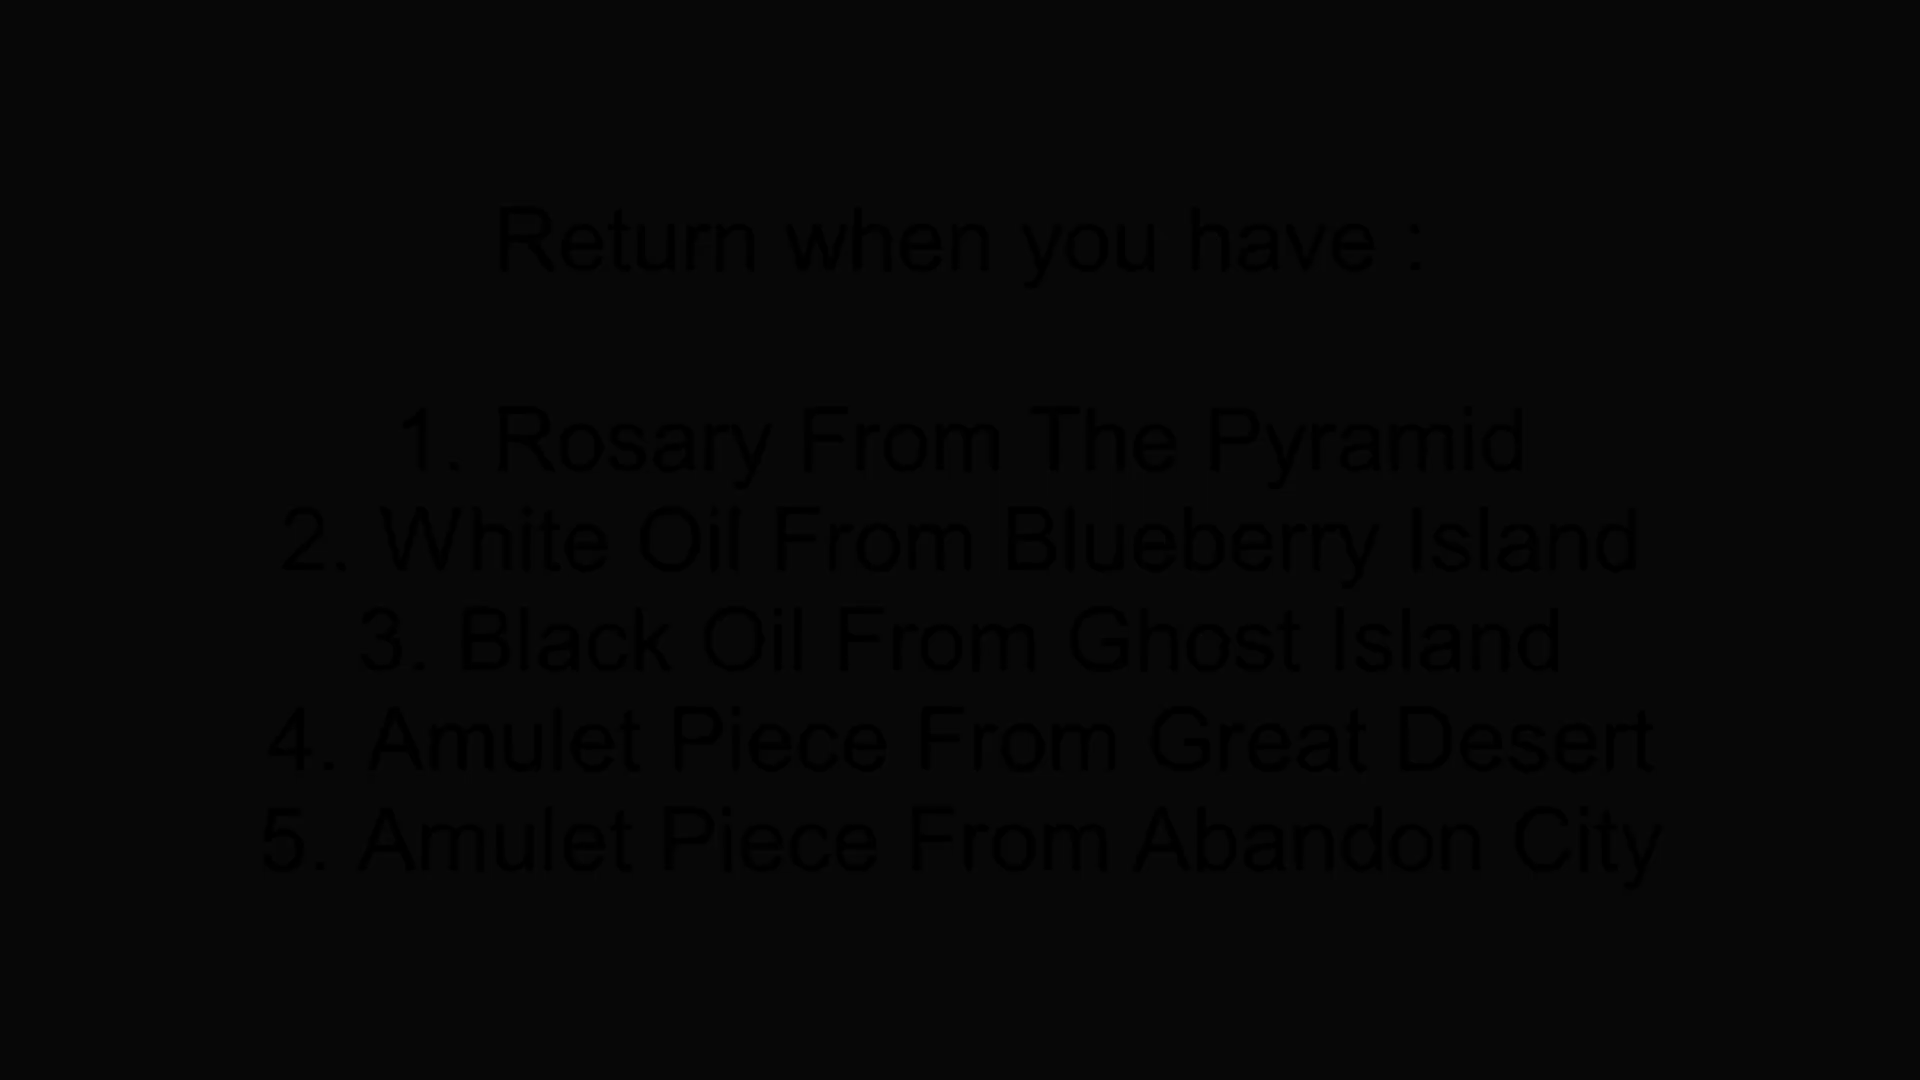 Return when you have :
1. Rosary From The Pyramid
2. White Oil From Blueberry Island
3. Black Oil From Ghost Island
4. Amulet Piece From Great Desert
5. Amulet Piece From Abandon City